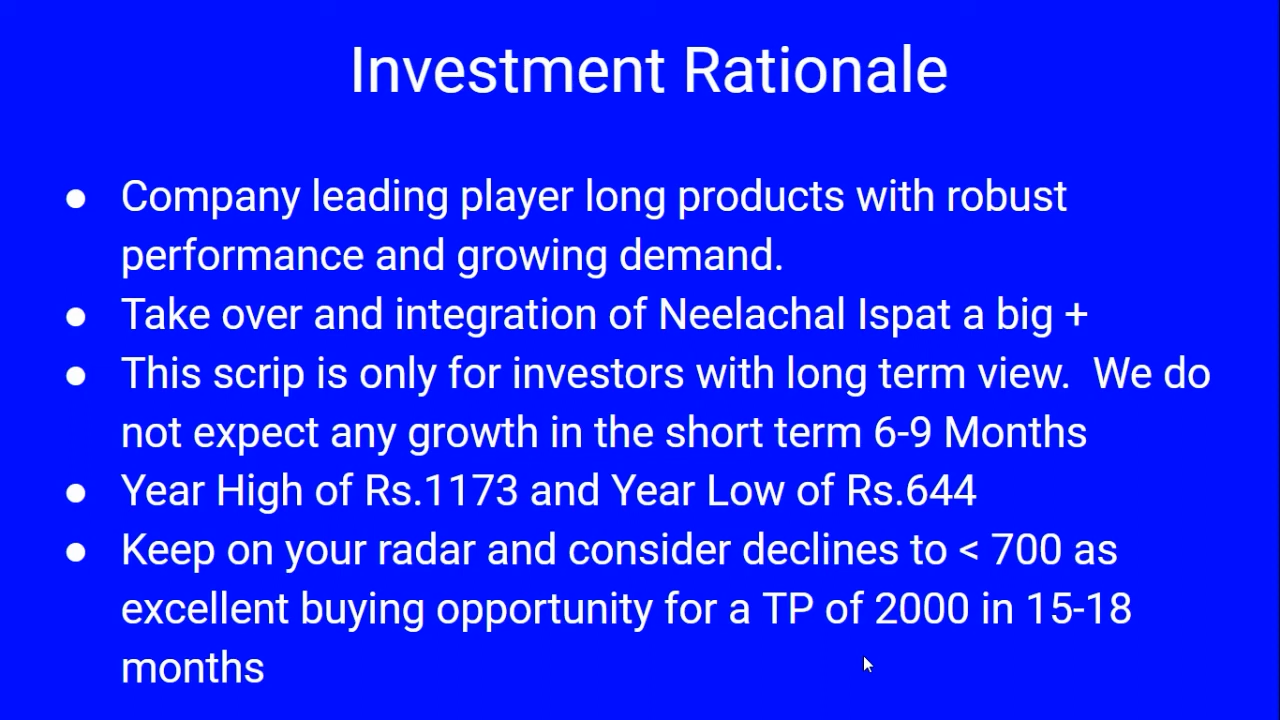 Investment Rationale
● Company leading player long products with robust
performance and growing demand.
● Take over and integration of Neelachal Ispat a big +
● This scrip is only for investors with long term view.  We do
not expect any growth in the short term 6-9 Months
● Year High of Rs.1173 and Year Low of Rs.644
● Keep on your radar and consider declines to < 700 as
excellent buying opportunity for a TP of 2000 in 15-18
months